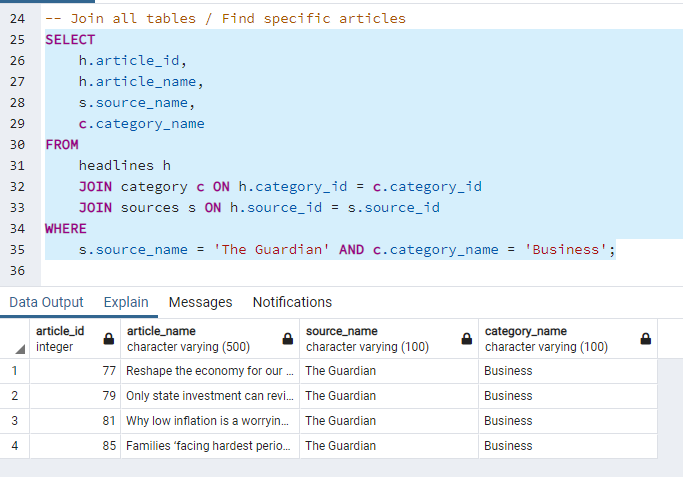 24 -- Join all tables / Find specific articles
25 SELECT
26 h.article_id,
27 h.article_name,
28 s.source_name,
29 c.category_name
30 FROM
31 headlines h
32 JOIN category c ON h.category_id = c.category_id
33 JOIN sources s ON h.source_id = s.source_id
34 WHERE
35 s.source_name = 'The Guardian' AND c.category_name = 'Business';
36
Data Output Explain Messages Notifications
article_id article_name source_name category_name
integer character varying (500) character varying (100) character varying (100)
1 77 Reshape the economy for our ... The Guardian Business
2 79 Only state investment can revi... The Guardian Business
3 81 Why low inflation is a worryin... The Guardian Business
4 85 Families 'facing hardest perio... The Guardian Business